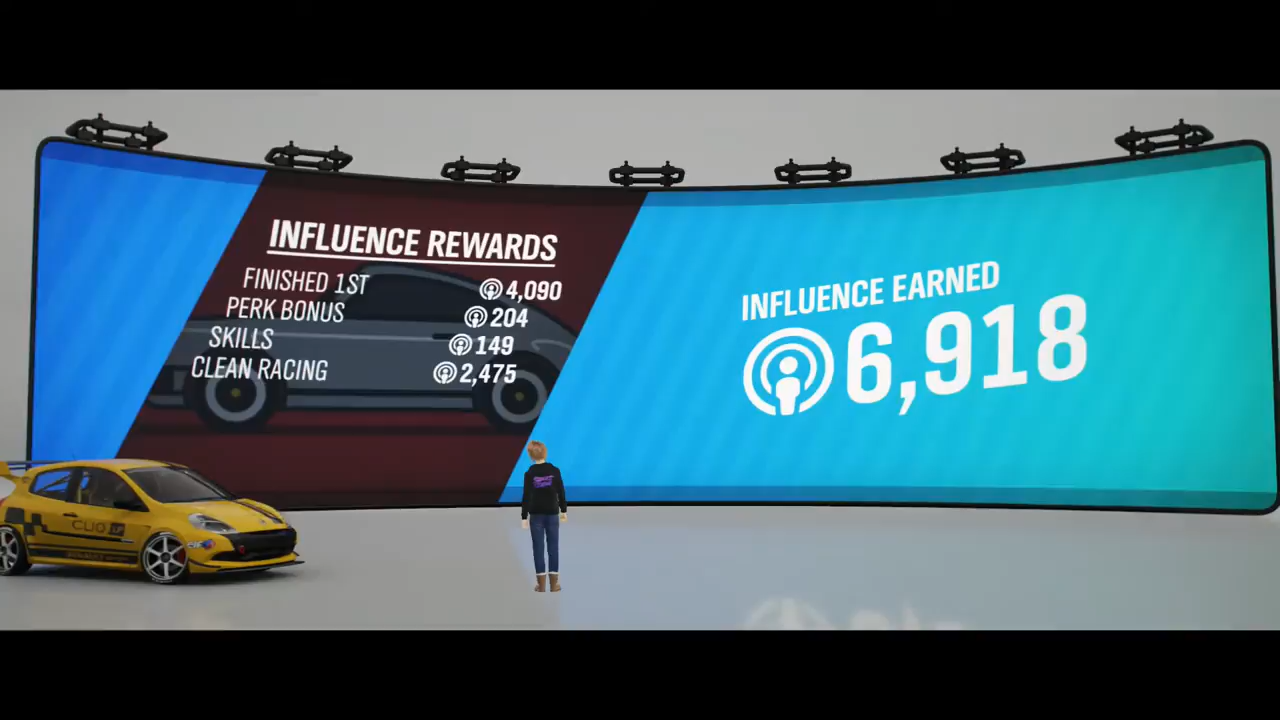 INFLUENCE REWARDS
FINISHED 1ST 4,090
PERK BONUS 204
SKILLS 149
CLEAN RACING 2,475
INFLUENCE EARNED
6,918
CLIO